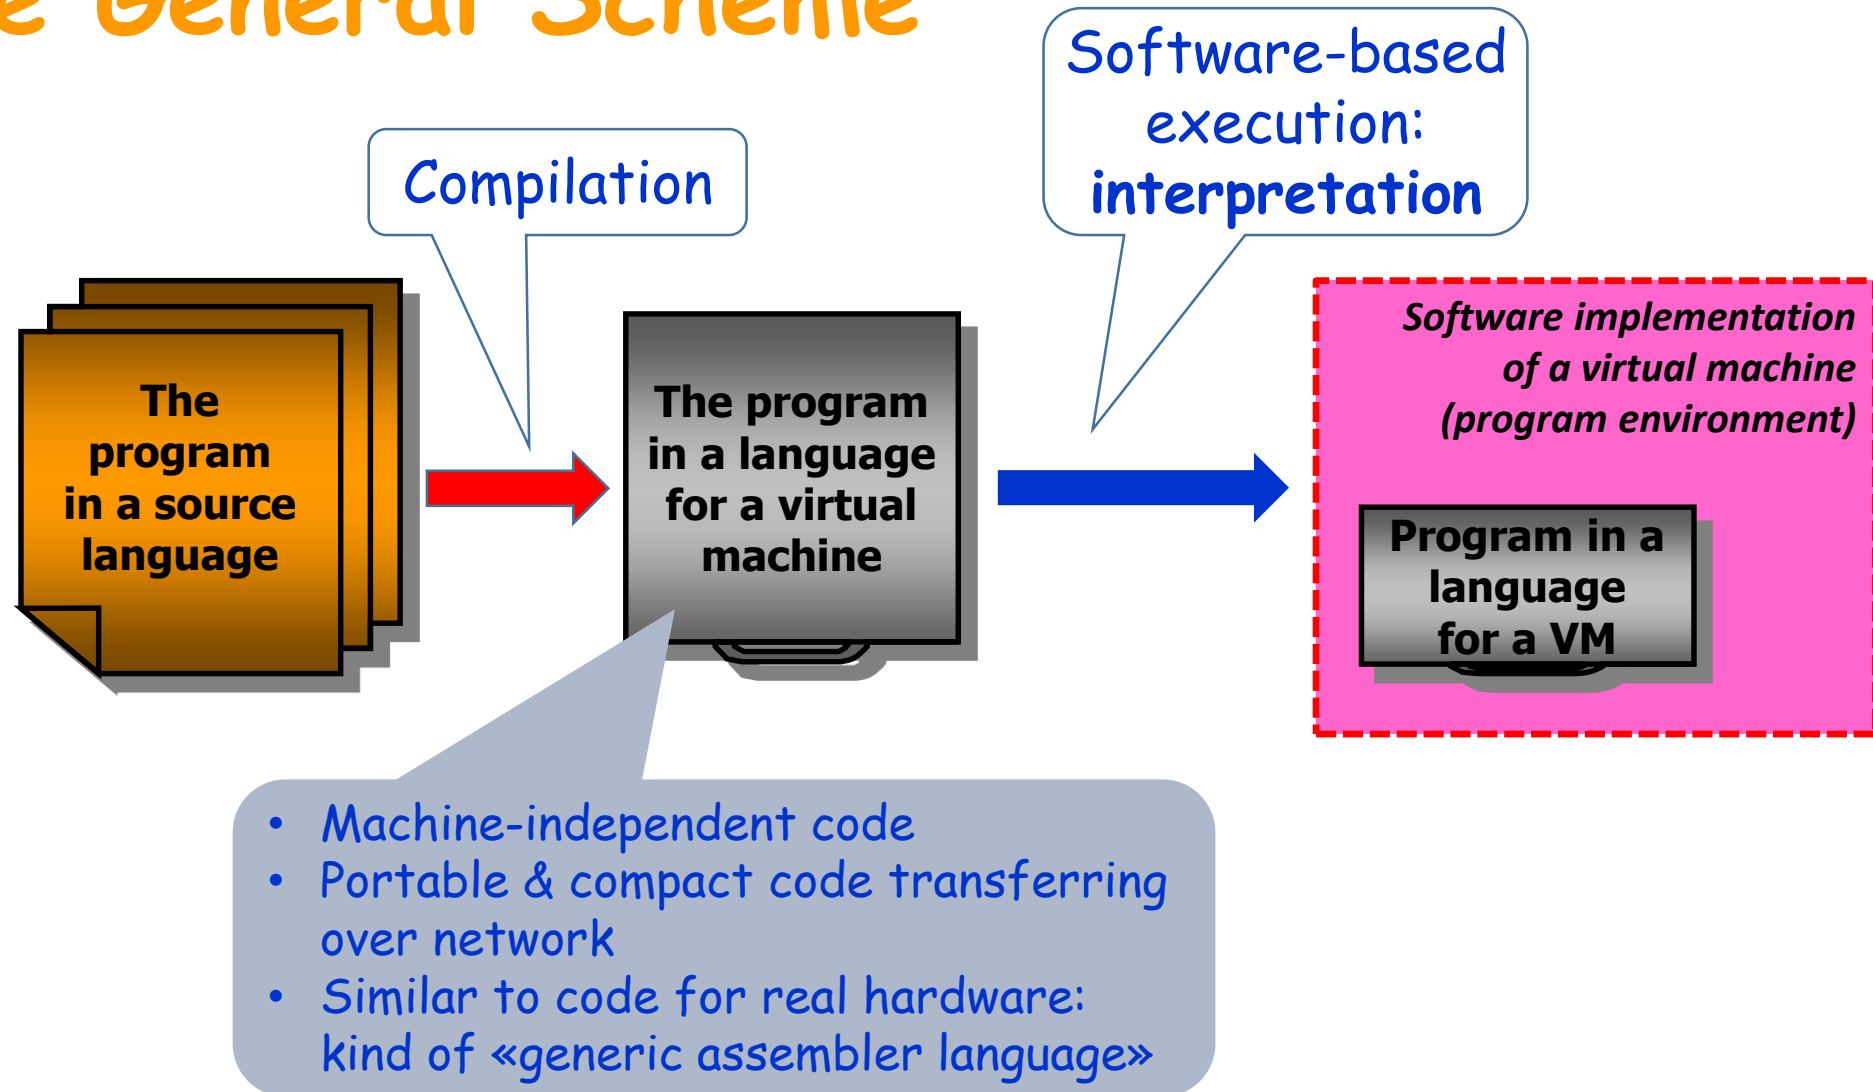 e General Scheme
Software-based
execution:
interpretation
Compilation
The
program
in a source
language
The program
in a language
for a virtual
machine
Software implementation
of a virtual machine
(program environment)
Program in a
language
for a VM
• Machine-independent code
• Portable & compact code transferring
over network
• Similar to code for real hardware:
kind of «generic assembler language»